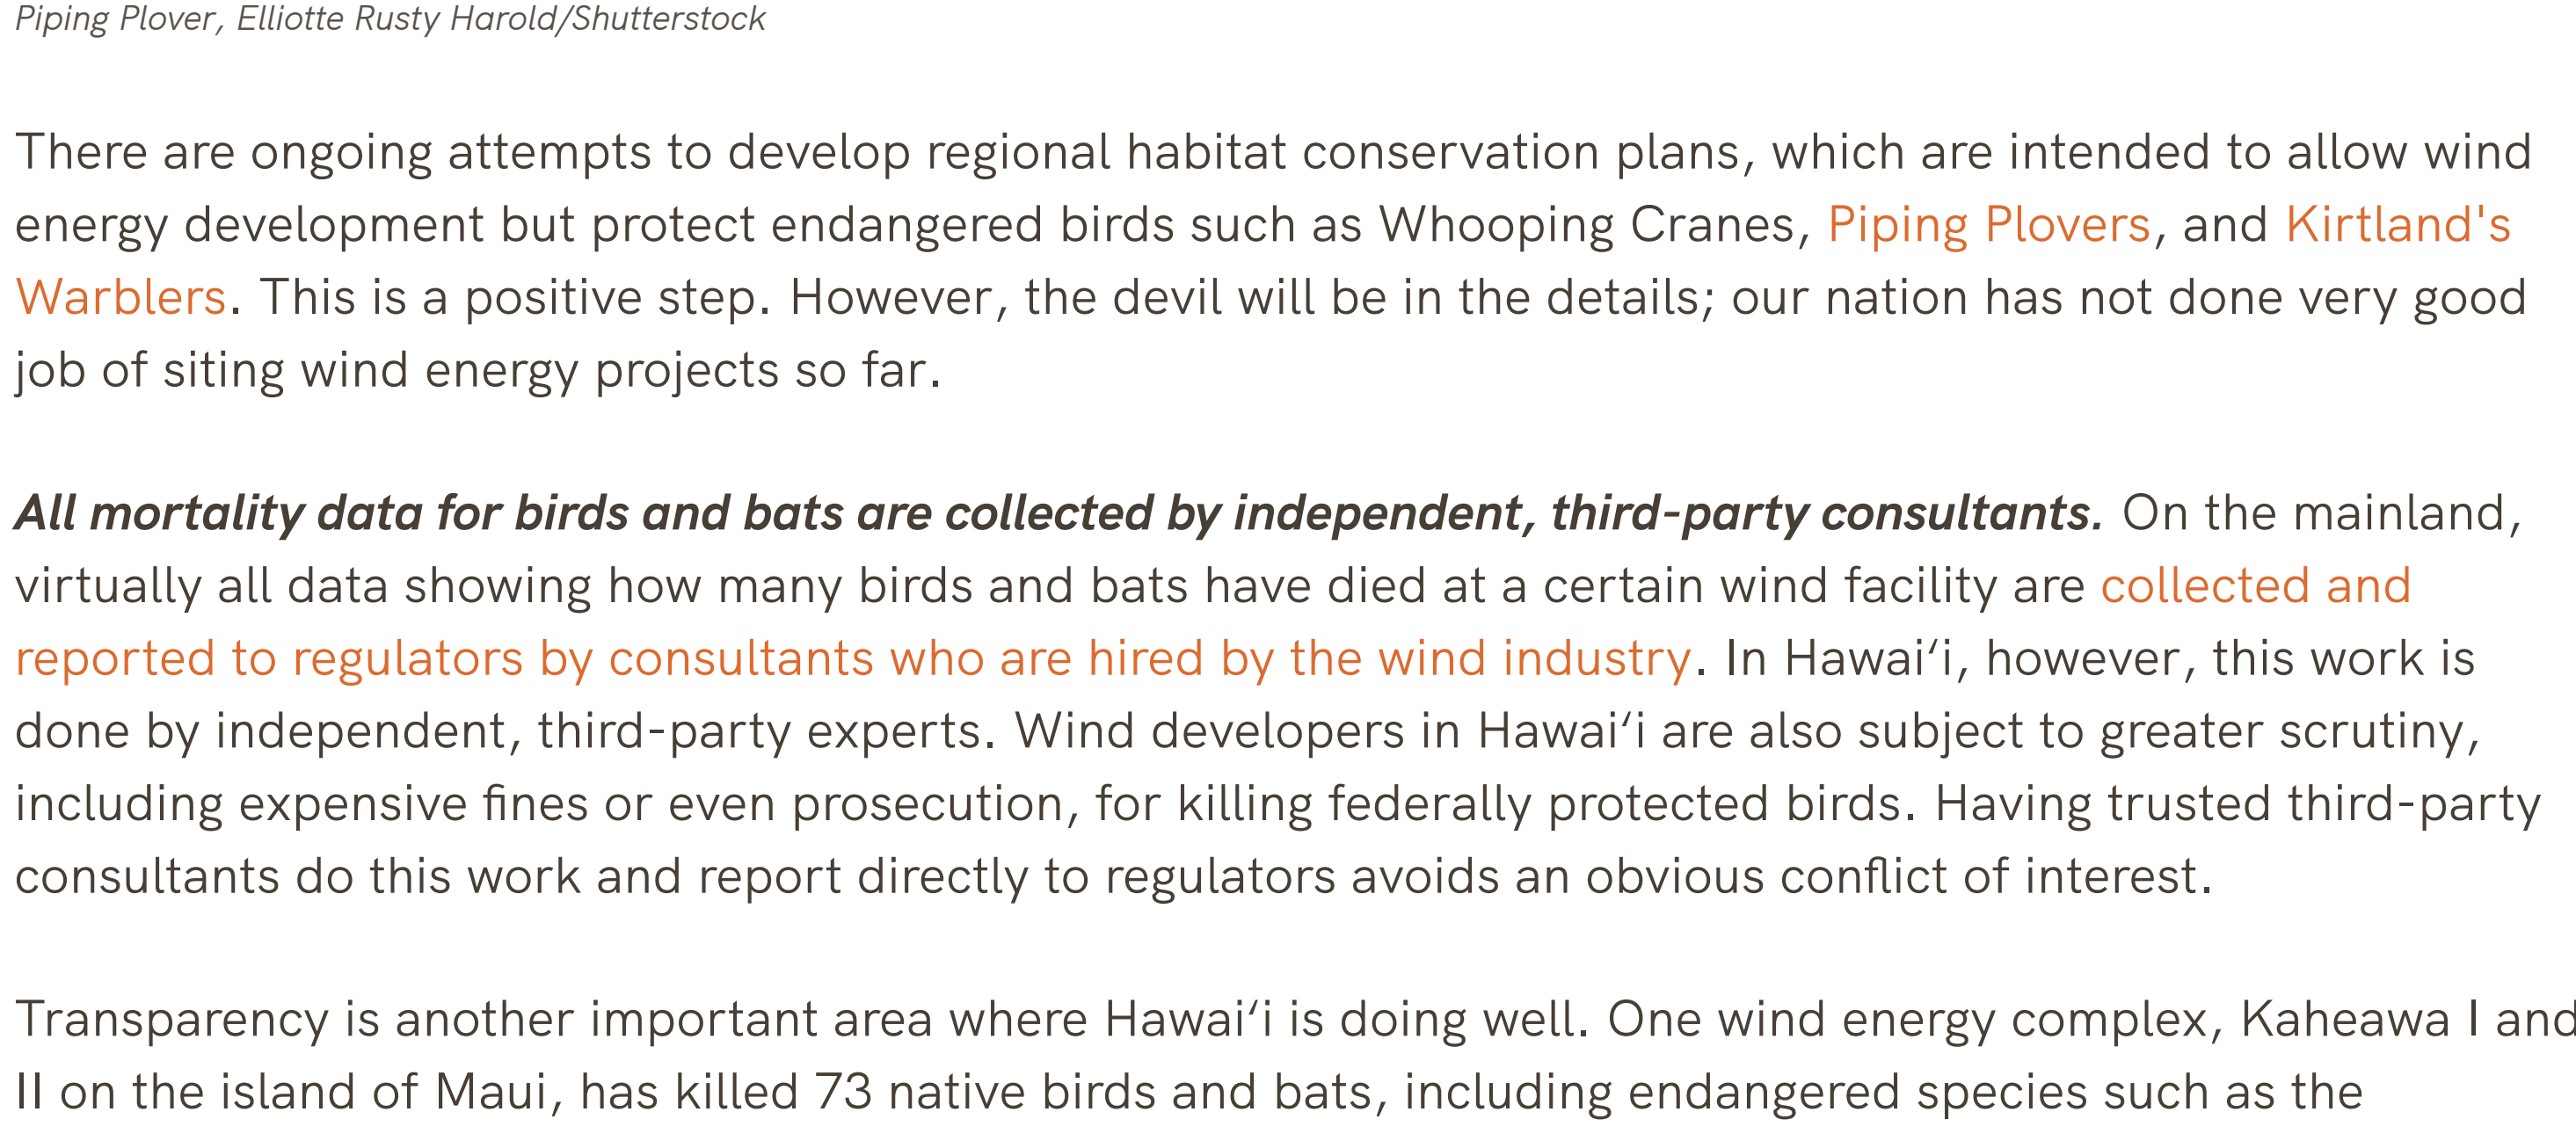 Piping Plover, Elliotte Rusty Harold/Shutterstock
There are ongoing attempts to develop regional habitat conservation plans, which are intended to allow wind
energy development but protect endangered birds such as Whooping Cranes, Piping Plovers, and Kirtland's
Warblers. This is a positive step. However, the devil will be in the details; our nation has not done very good
job of siting wind energy projects so far.
All mortality data for birds and bats are collected by independent, third-party consultants. On the mainland,
virtually all data showing how many birds and bats have died at a certain wind facility are collected and
reported to regulators by consultants who are hired by the wind industry. In Hawai‘i, however, this work is
done by independent, third-party experts. Wind developers in Hawai‘i are also subject to greater scrutiny,
including expensive fines or even prosecution, for killing federally protected birds. Having trusted third-party
consultants do this work and report directly to regulators avoids an obvious conflict of interest.
Transparency is another important area where Hawai‘i is doing well. One wind energy complex, Kaheawa I and
II on the island of Maui, has killed 73 native birds and bats, including endangered species such as the